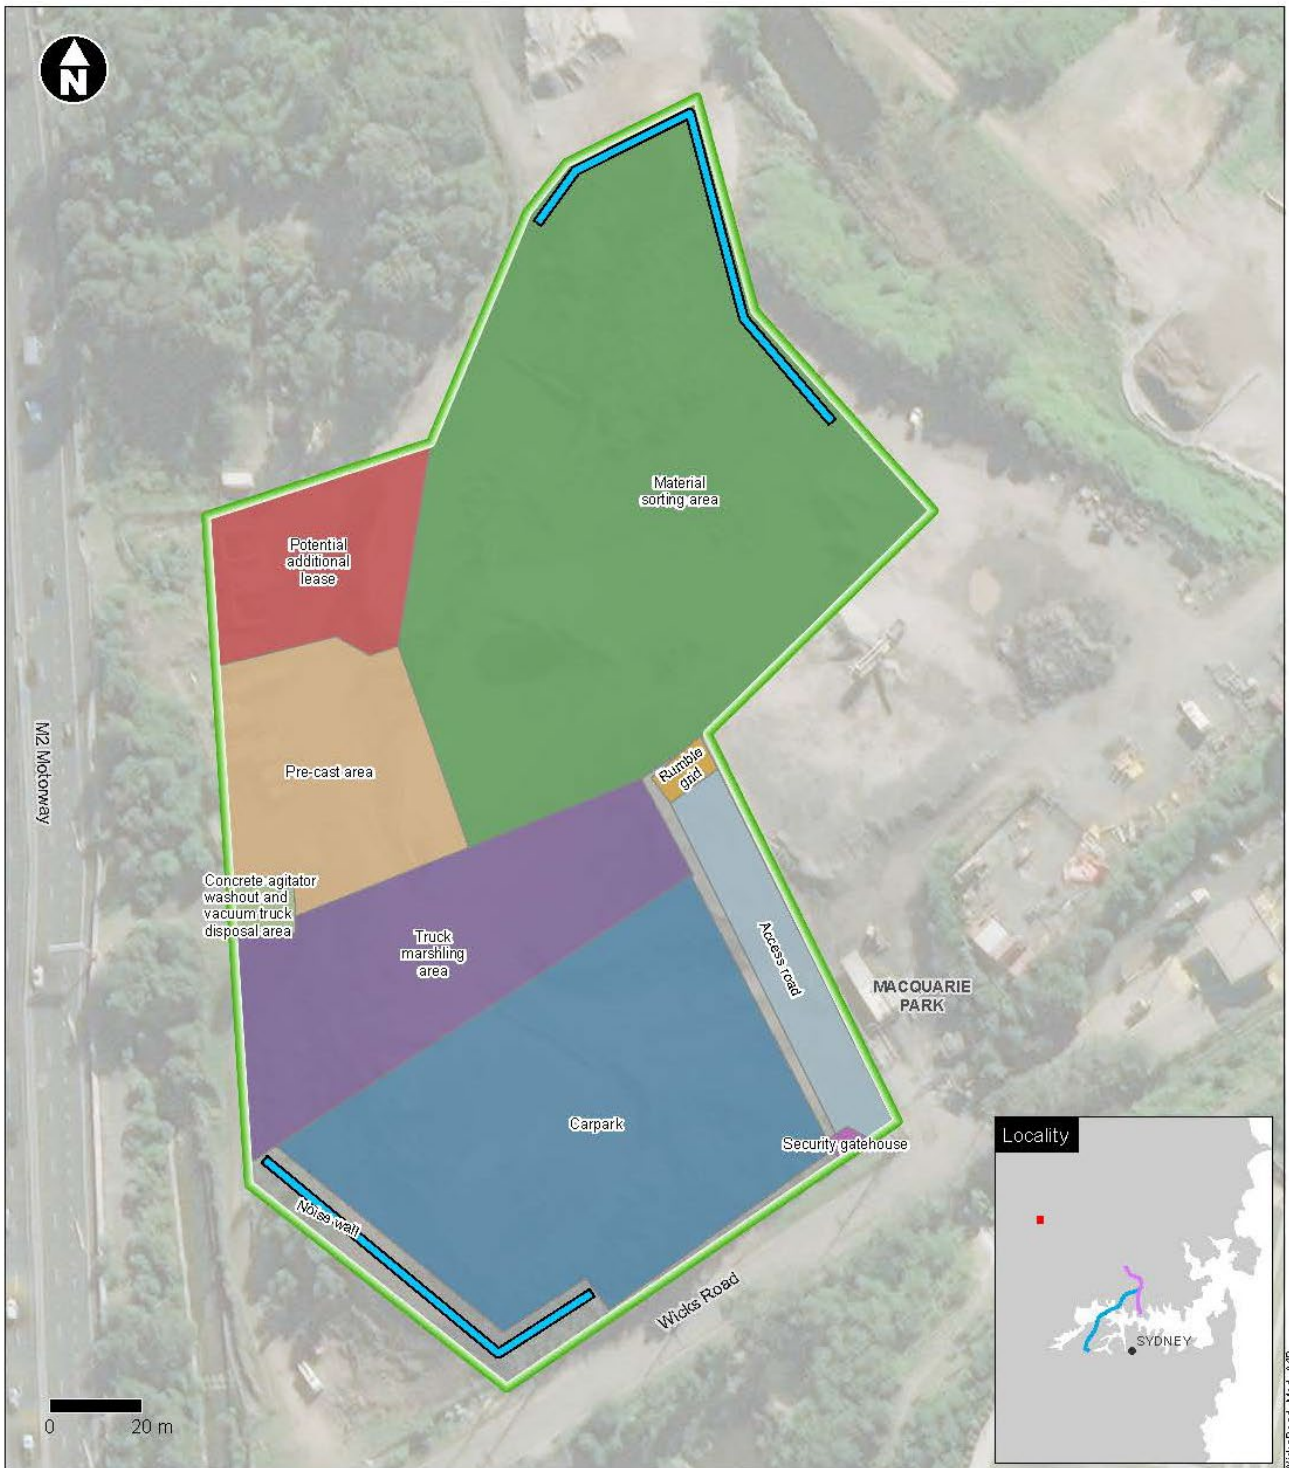 N
Material
sorting area
Potential
additional
lease
Rumble
grid
M2 Motorway
Pre-cast area
Concrete agitator
washout and
vacuum truck
disposal area
Truck
marshling
area
Access road
MACQUARIE
PARK
Carpark
Security gatehouse
Noise wall
Wicks Road
Locality
SYDNEY
0 20 m